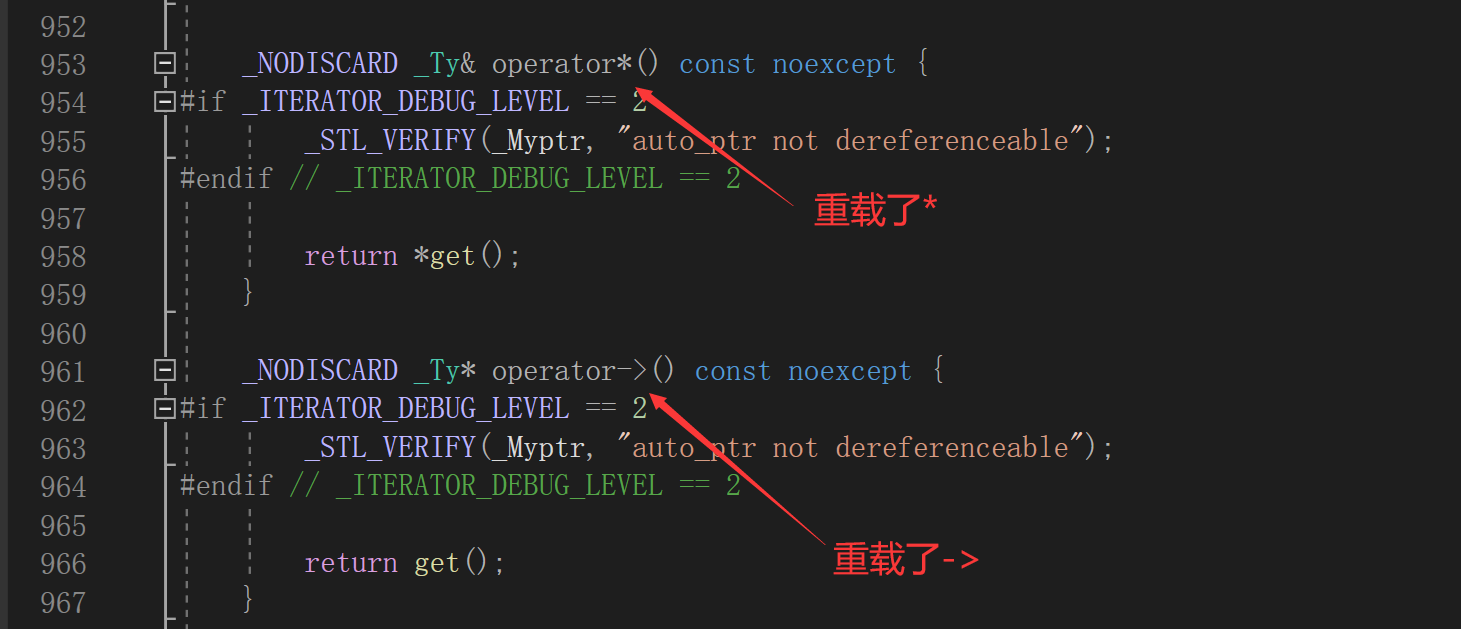 952
953 _NODISCARD _Ty& operator*() const noexcept {
954 #if _ITERATOR_DEBUG_LEVEL == 2
955 _STL_VERIFY(_Myptr, "auto_ptr not dereferenceable");
956 #endif // _ITERATOR_DEBUG_LEVEL == 2
957
重载了*
958 return *get();
959 }
960
961 _NODISCARD _Ty* operator->() const noexcept {
962 #if _ITERATOR_DEBUG_LEVEL == 2
963 _STL_VERIFY(_Myptr, "auto_ptr not dereferenceable");
964 #endif // _ITERATOR_DEBUG_LEVEL == 2
965
966 return get();
重载了->
967 }